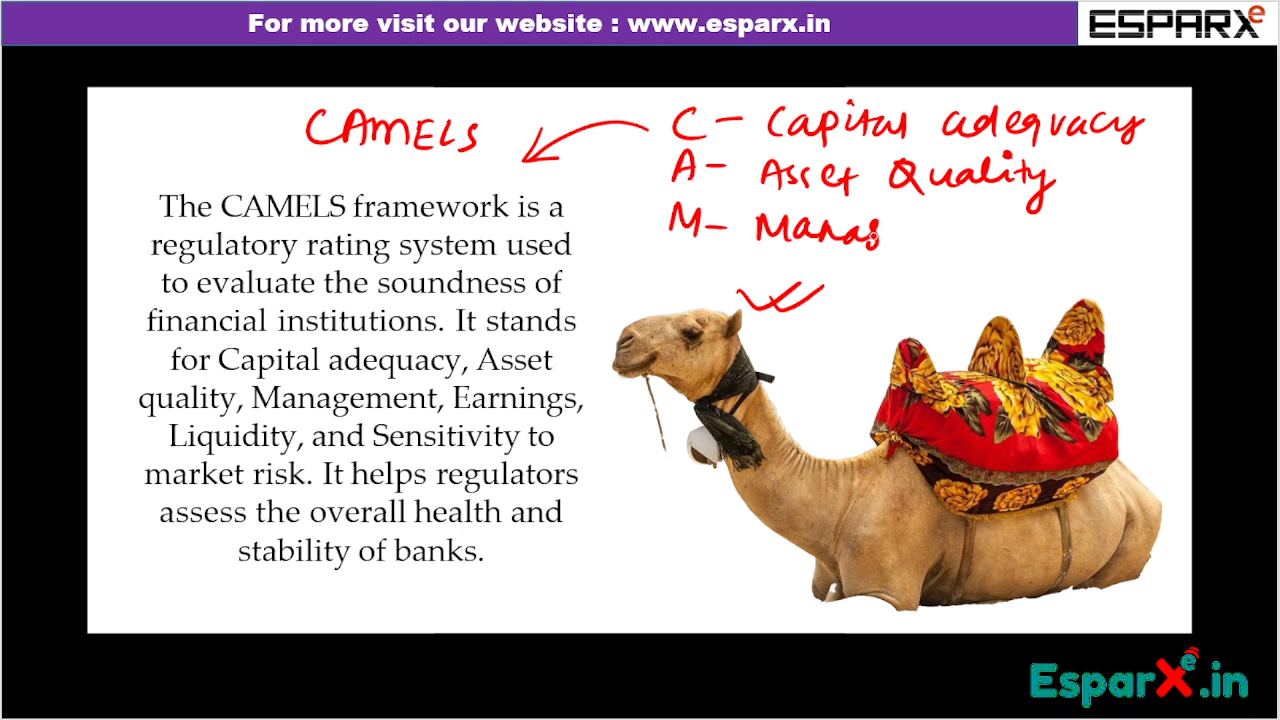 For more visit our website : www.esparx.in
ESPARXe
CAMELS
C - Capital adequacy
A - Asset Quality
M - Manag
The CAMELS framework is a
regulatory rating system used
to evaluate the soundness of
financial institutions. It stands
for Capital adequacy, Asset
quality, Management, Earnings,
Liquidity, and Sensitivity to
market risk. It helps regulators
assess the overall health and
stability of banks.
EsparXe.in